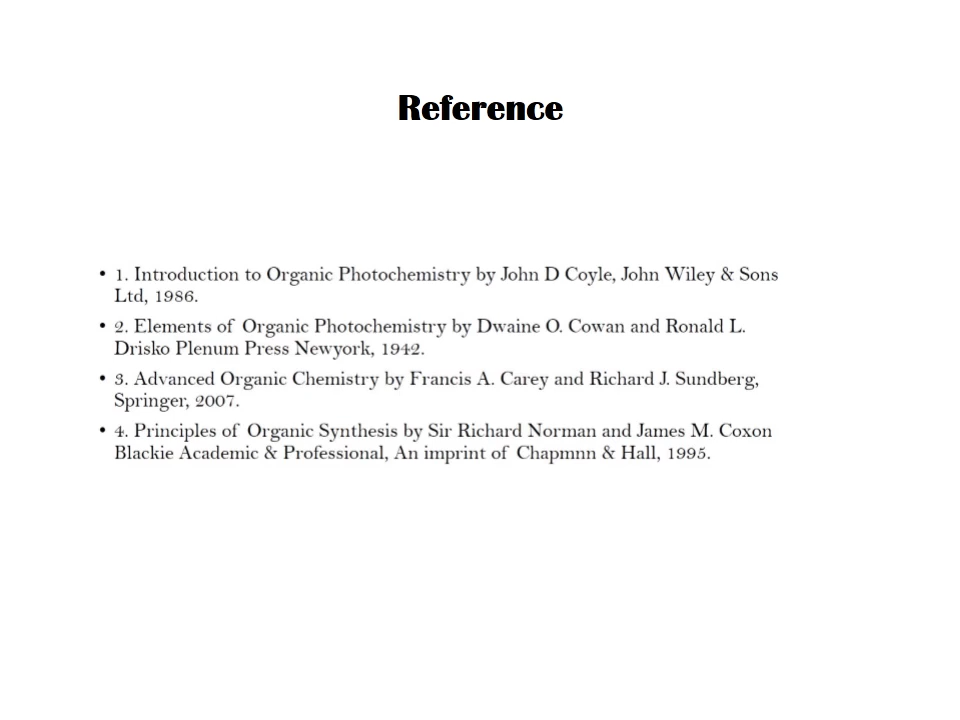 Reference
• 1. Introduction to Organic Photochemistry by John D Coyle, John Wiley & Sons
Ltd, 1986.
• 2. Elements of Organic Photochemistry by Dwaine O. Cowan and Ronald L.
Drisko Plenum Press Newyork, 1942.
• 3. Advanced Organic Chemistry by Francis A. Carey and Richard J. Sundberg,
Springer, 2007.
• 4. Principles of Organic Synthesis by Sir Richard Norman and James M. Coxon
Blackie Academic & Professional, An imprint of Chapmnn & Hall, 1995.